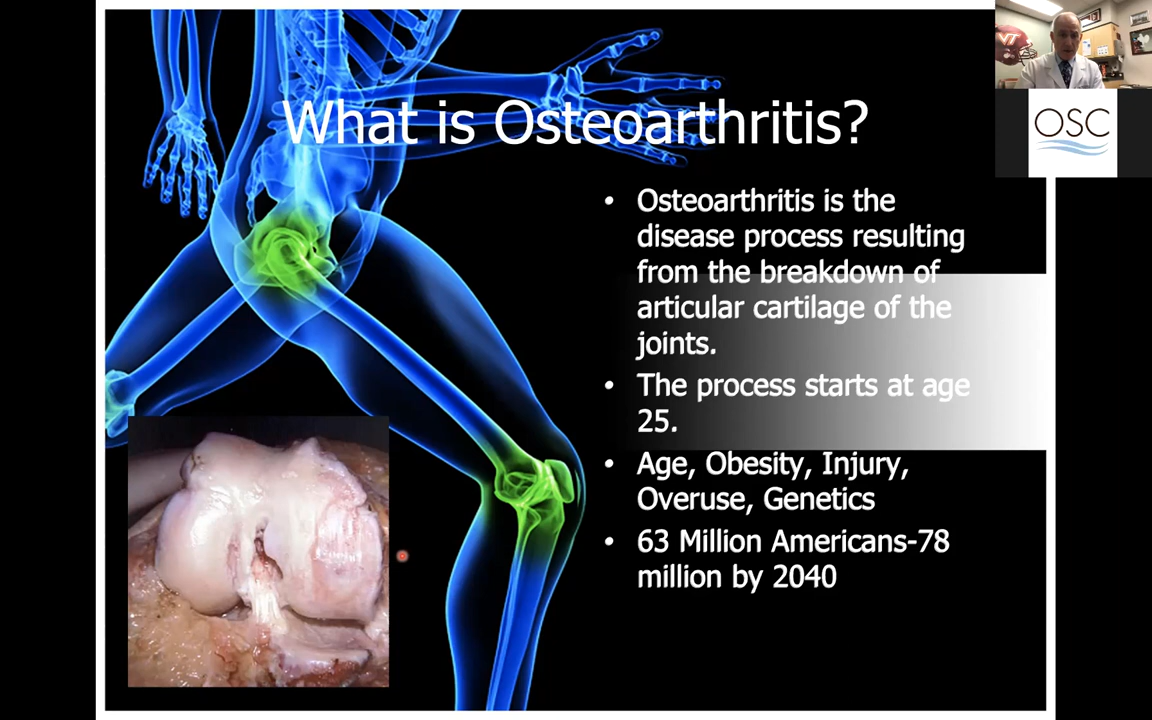 VT
OSC
What is Osteoarthritis?
• Osteoarthritis is the
disease process resulting
from the breakdown of
articular cartilage of the
joints.
• The process starts at age
25.
• Age, Obesity, Injury,
Overuse, Genetics
• 63 Million Americans-78
million by 2040